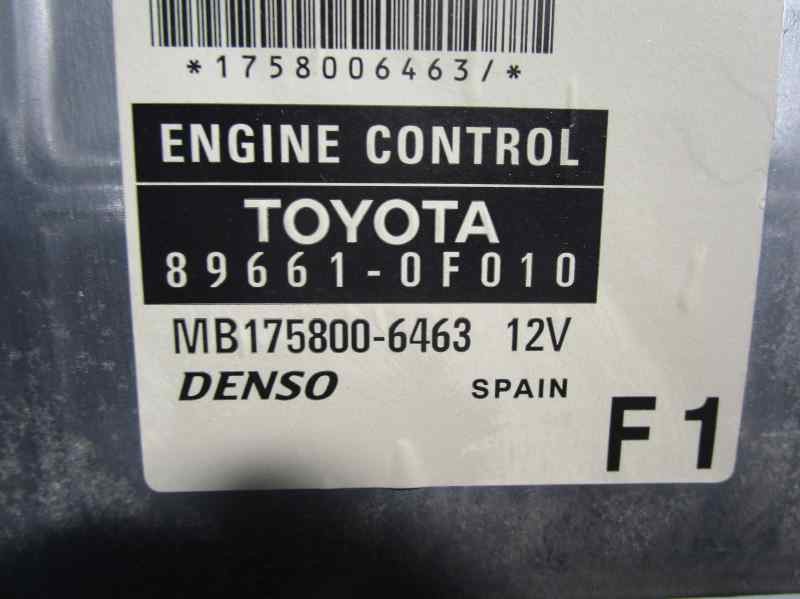 *1758006463/*
ENGINE CONTROL
TOYOTA
89661-0F010
MB175800-6463 12V
DENSO SPAIN
F1